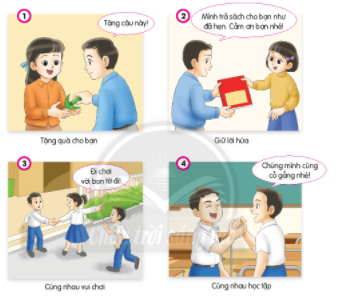 1
Tặng cậu này!
Tặng quà cho bạn
2
Mình trả sách cho bạn như
đã hẹn. Cảm ơn bạn nhé!
Giữ lời hứa
3
Đi chơi
với bạn tớ đi!
Cùng nhau vui chơi
4
Chúng mình cùng
cố gắng nhé!
Cùng nhau học tập